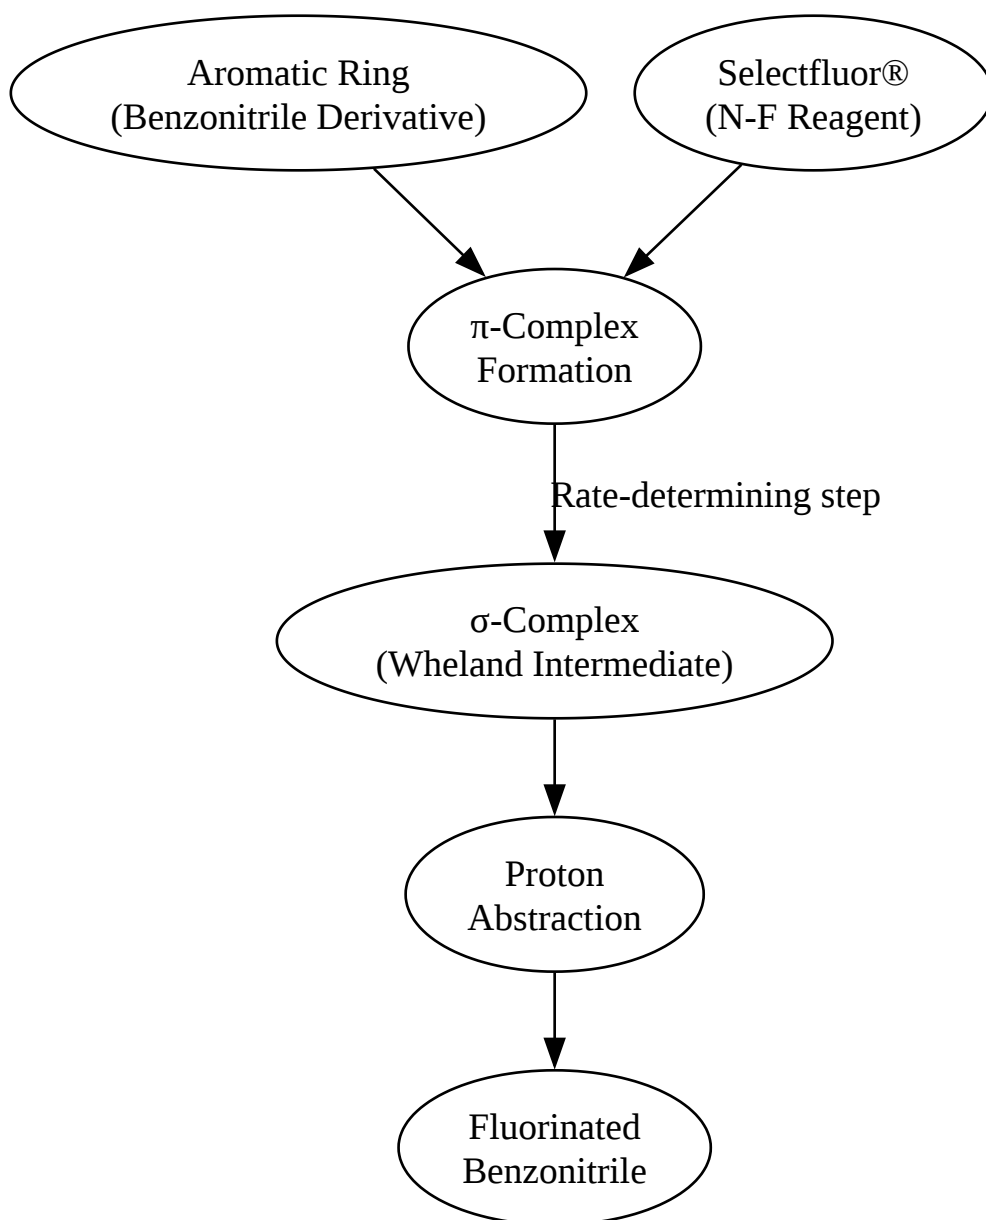 Aromatic Ring
(Benzonitrile Derivative)
Selectfluor®
(N-F Reagent)
π-Complex
Formation
Rate-determining step
σ-Complex
(Wheland Intermediate)
Proton
Abstraction
Fluorinated
Benzonitrile